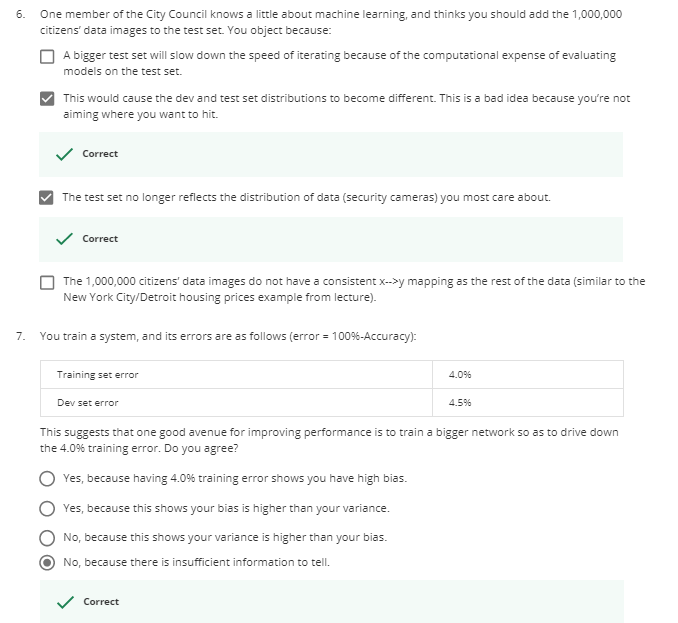 6. One member of the City Council knows a little about machine learning, and thinks you should add the 1,000,000
citizens' data images to the test set. You object because:
A bigger test set will slow down the speed of iterating because of the computational expense of evaluating
models on the test set.
This would cause the dev and test set distributions to become different. This is a bad idea because you're not
aiming where you want to hit.
Correct
The test set no longer reflects the distribution of data (security cameras) you most care about.
Correct
The 1,000,000 citizens' data images do not have a consistent x-->y mapping as the rest of the data (similar to the
New York City/Detroit housing prices example from lecture).
7. You train a system, and its errors are as follows (error = 100%-Accuracy):
Training set error 4.0%
Dev set error 4.5%
This suggests that one good avenue for improving performance is to train a bigger network so as to drive down
the 4.0% training error. Do you agree?
Yes, because having 4.0% training error shows you have high bias.
Yes, because this shows your bias is higher than your variance.
No, because this shows your variance is higher than your bias.
No, because there is insufficient information to tell.
Correct